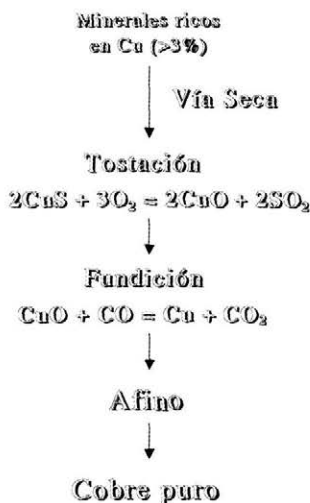 Minerales ricos
en Cu (>3%)
Vía Seca
Tostación
2CuS + 3O₂ = 2CuO + 2SO₂
Fundición
CuO + CO = Cu + CO₂
Afino
Cobre puro